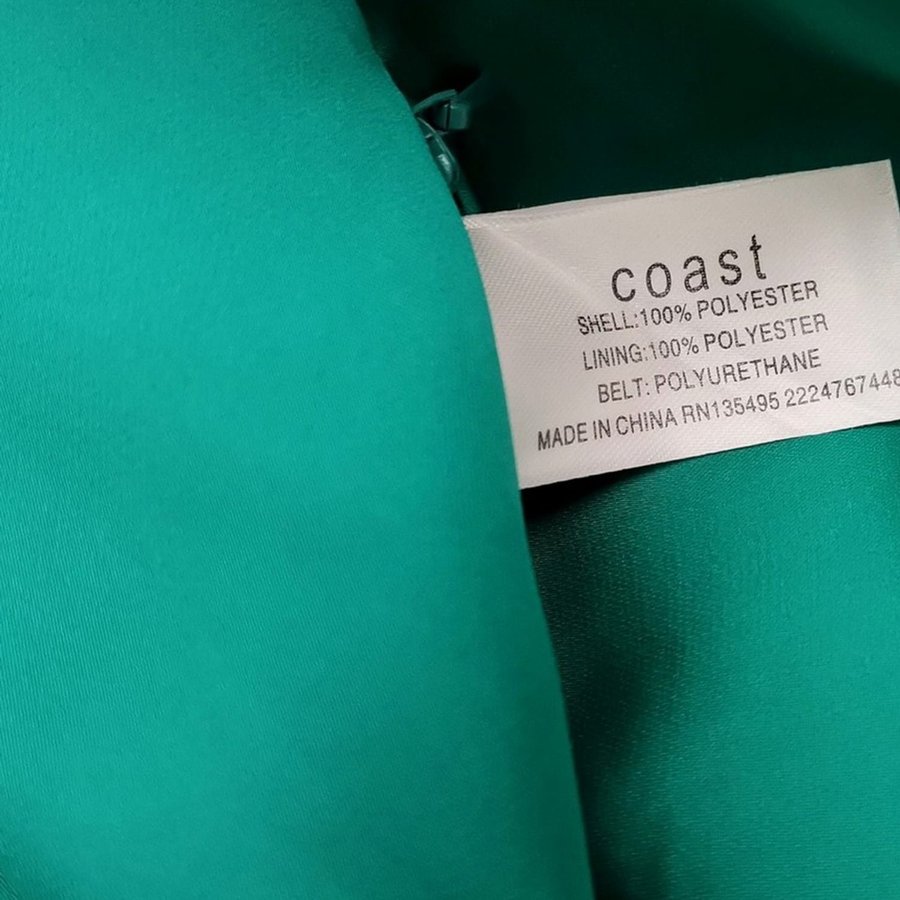 coast
SHELL:100% POLYESTER
LINING:100% POLYESTER
BELT: POLYURETHANE
MADE IN CHINA RN135495 2224767448